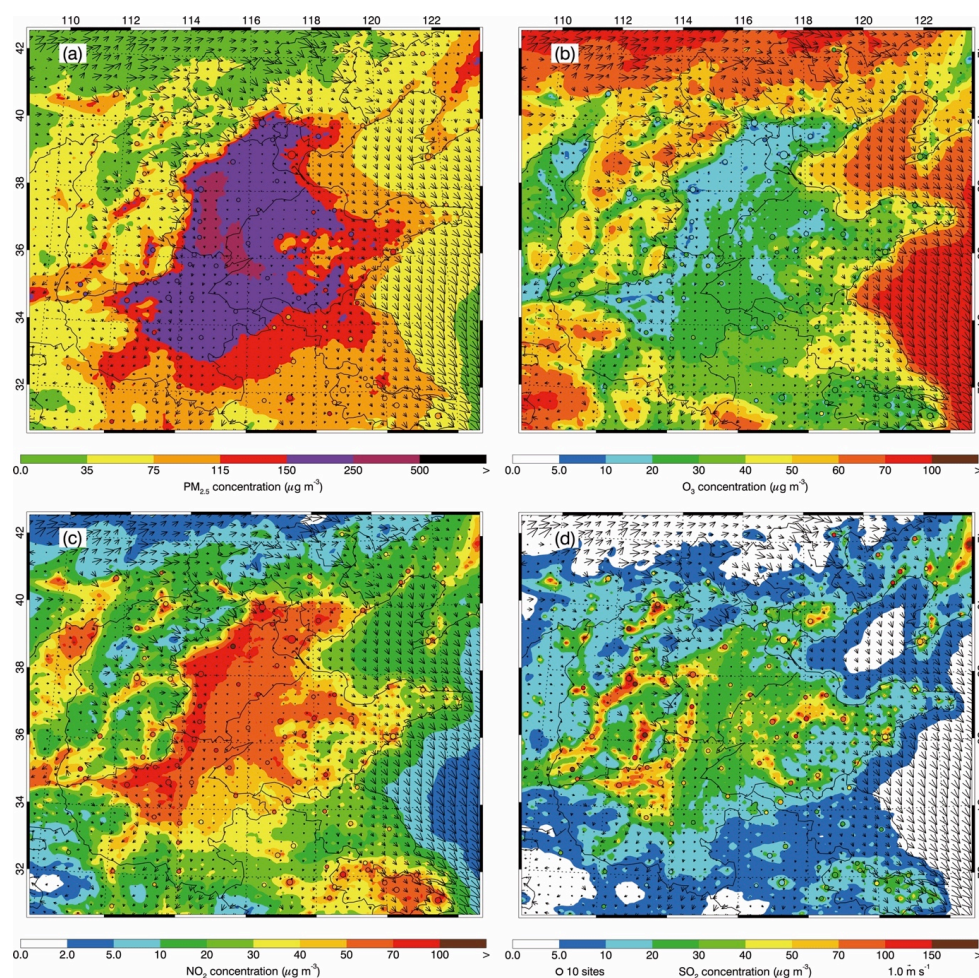 110 112 114 116 118 120 122
110 112 114 116 118 120 122
42
40
38
36
34
32
(a)
(b)
0.0 35 75 115 150 250 500 >
PM2.5 concentration (μg m-3)
0.0 5.0 10 20 30 40 50 60 70 100 >
O3 concentration (μg m-3)
42
40
38
36
34
32
(c)
(d)
0.0 2.0 5.0 10 20 30 40 50 70 100 >
NO2 concentration (μg m-3)
0.0 5.0 10 20 35 50 70 100 150 >
10 sites SO2 concentration (μg m-3) 1.0 m s-1